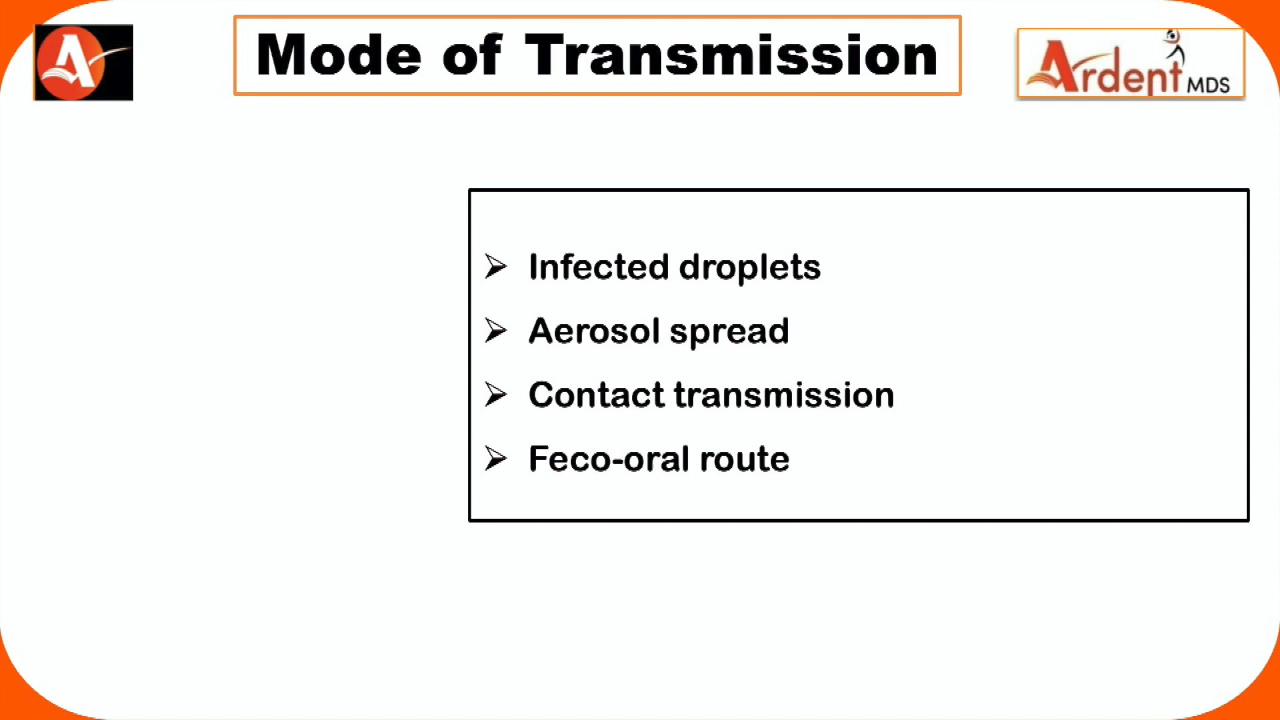 A
Mode of Transmission
Ardent MDS
Infected droplets
Aerosol spread
Contact transmission
Feco-oral route